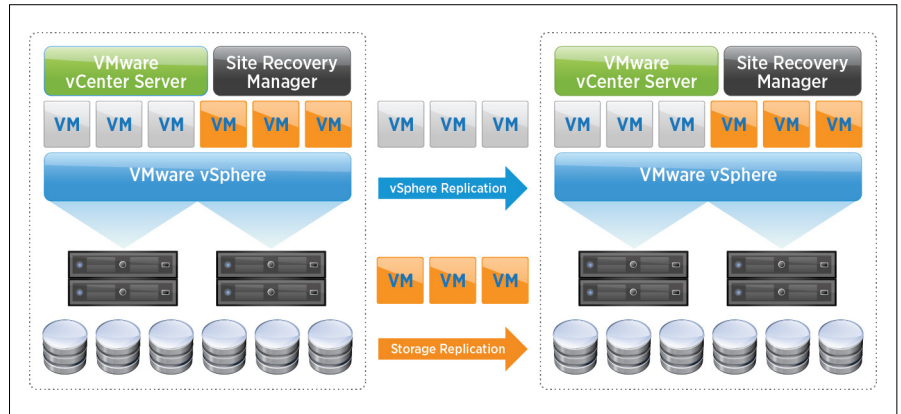 VMware
vCenter Server
Site Recovery
Manager
VM VM VM VM VM VM
VMware vSphere
VM VM VM
vSphere Replication
VM VM VM
Storage Replication
VMware
vCenter Server
Site Recovery
Manager
VM VM VM VM VM VM
VMware vSphere